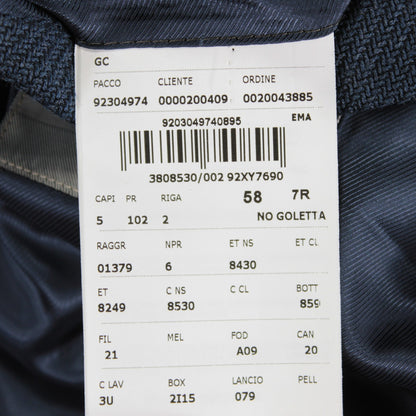 GC
PACCO CLIENTE ORDINE
92304974 0000200409 0020043885
9203049740895 EMA
3808530/002 92XY7690
CAPI PR RIGA 58 7R
5 102 2 NO GOLETTA
RAGGR NPR ET NS ET CL
01379 6 8430
ET C NS C CL BOTT
8249 8530 859
FIL MEL FOD CAN
21 A09 20
C LAV BOX LANCIO PELL
3U 2I15 079